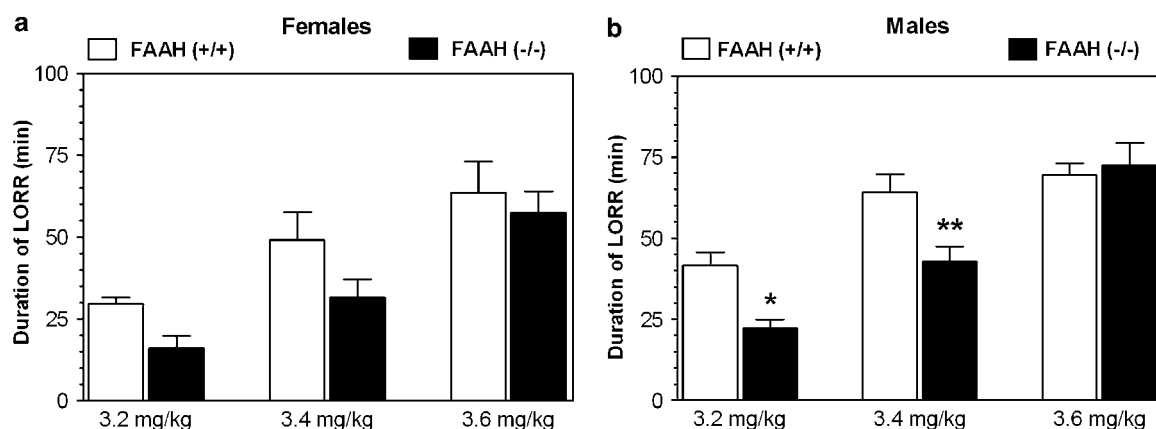 a
Females
FAAH (+/+)
FAAH (-/-)
Duration of LORR (min)
100
75
50
25
0
3.2 mg/kg
3.4 mg/kg
3.6 mg/kg
b
Males
FAAH (+/+)
FAAH (-/-)
Duration of LORR (min)
100
75
50
25
0
*
**
3.2 mg/kg
3.4 mg/kg
3.6 mg/kg